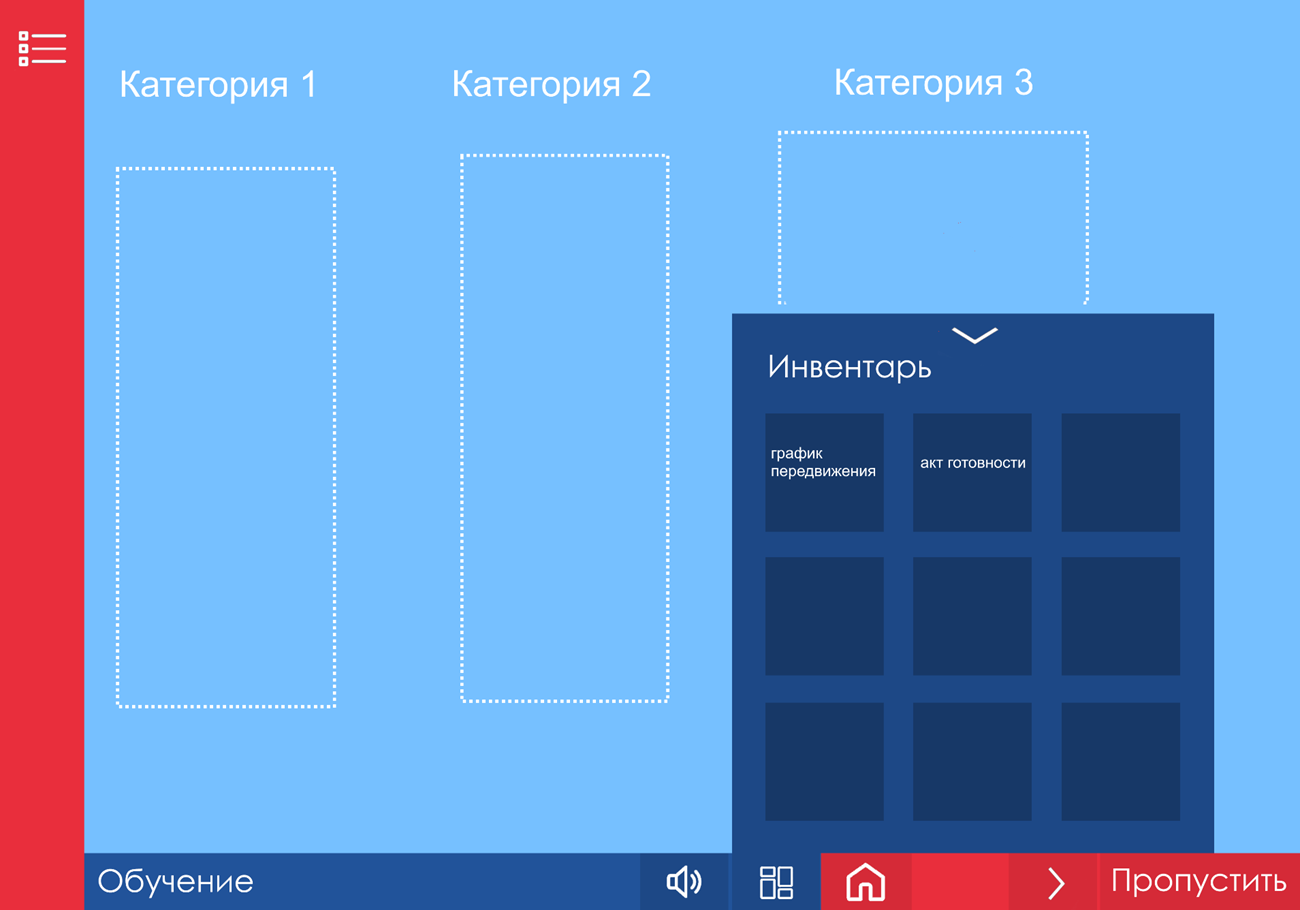 Категория 1
Категория 2
Категория 3
Инвентарь
график
передвижения
акт готовности
Обучение
Пропустить